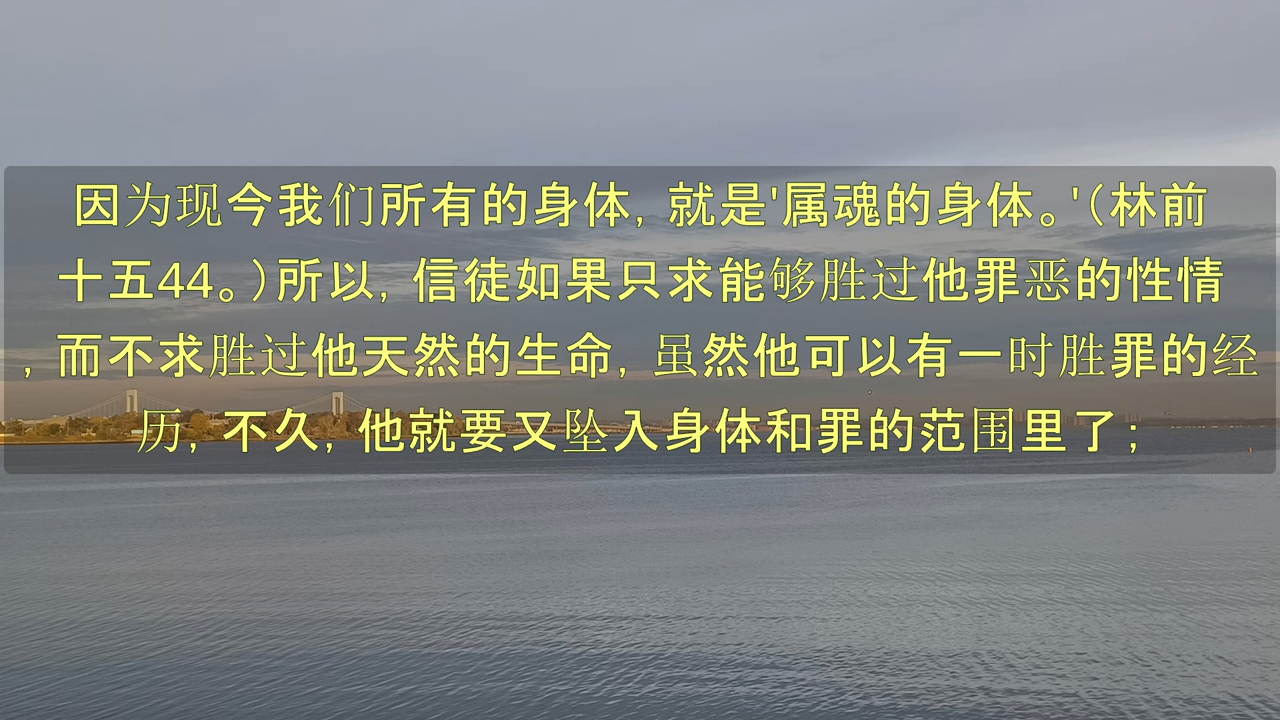 因为现今我们所有的身体, 就是'属魂的身体。'(林前
十五44。)所以, 信徒如果只求能够胜过他罪恶的性情
, 而不求胜过他天然的生命, 虽然他可以有一时胜罪的经
历, 不久, 他就要又坠入身体和罪的范围里了;